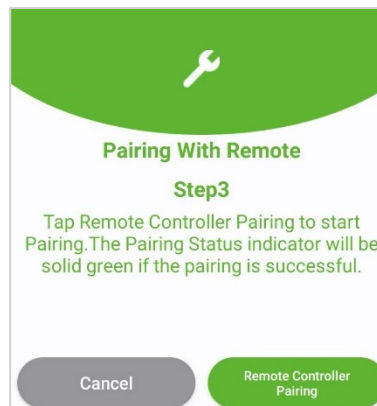 Pairing With Remote
Step3
Tap Remote Controller Pairing to start
Pairing.The Pairing Status indicator will be
solid green if the pairing is successful.
Cancel
Remote Controller
Pairing